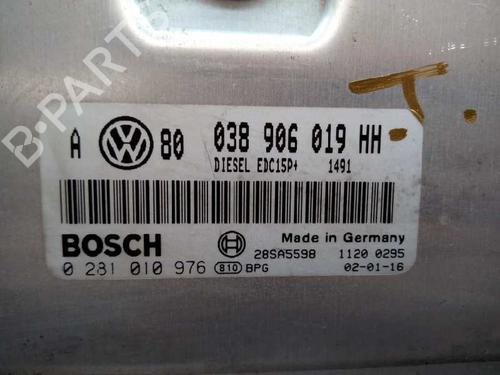 B-PARTS
T.
A 80 038 906 019 HH
DIESEL EDC15P+ 1491
BOSCH
Made in Germany
28SA5598 1120 0295
0 281 010 976 810 BPG 02-01-16